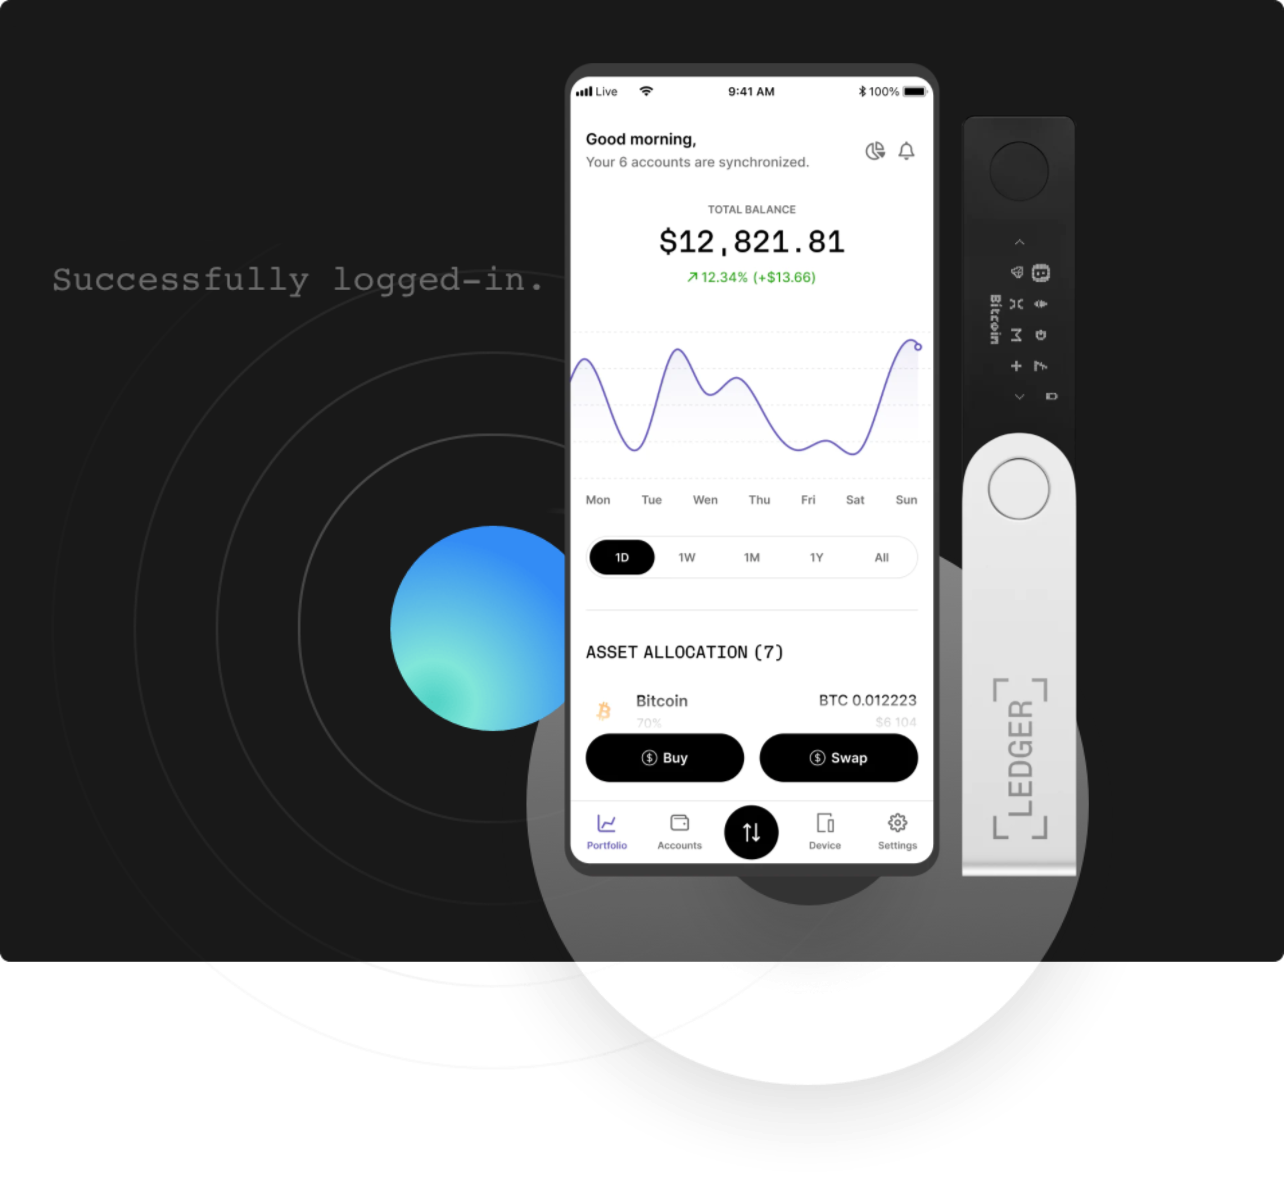 Successfully logged-in.
Live 9:41 AM 100%
Good morning,
Your 6 accounts are synchronized.
TOTAL BALANCE
$12,821.81
12.34% (+$13.66)
Mon Tue Wen Thu Fri Sat Sun
1D 1W 1M 1Y All
ASSET ALLOCATION (7)
Bitcoin BTC 0.012223
70% $6 104
Buy Swap
Portfolio Accounts Device Settings
Bitcoin
LEDGER